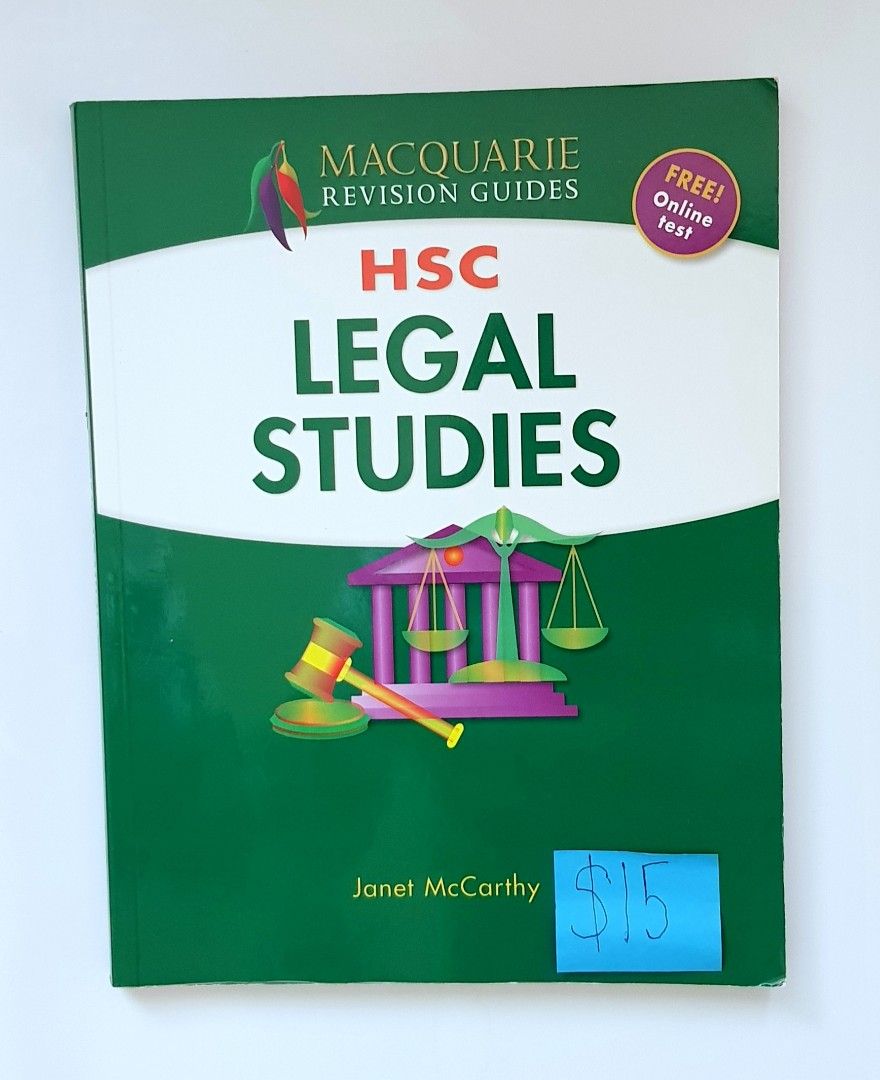 MACQUARIE
REVISION GUIDES
FREE!
Online
test
HSC
LEGAL
STUDIES
Janet McCarthy
$15